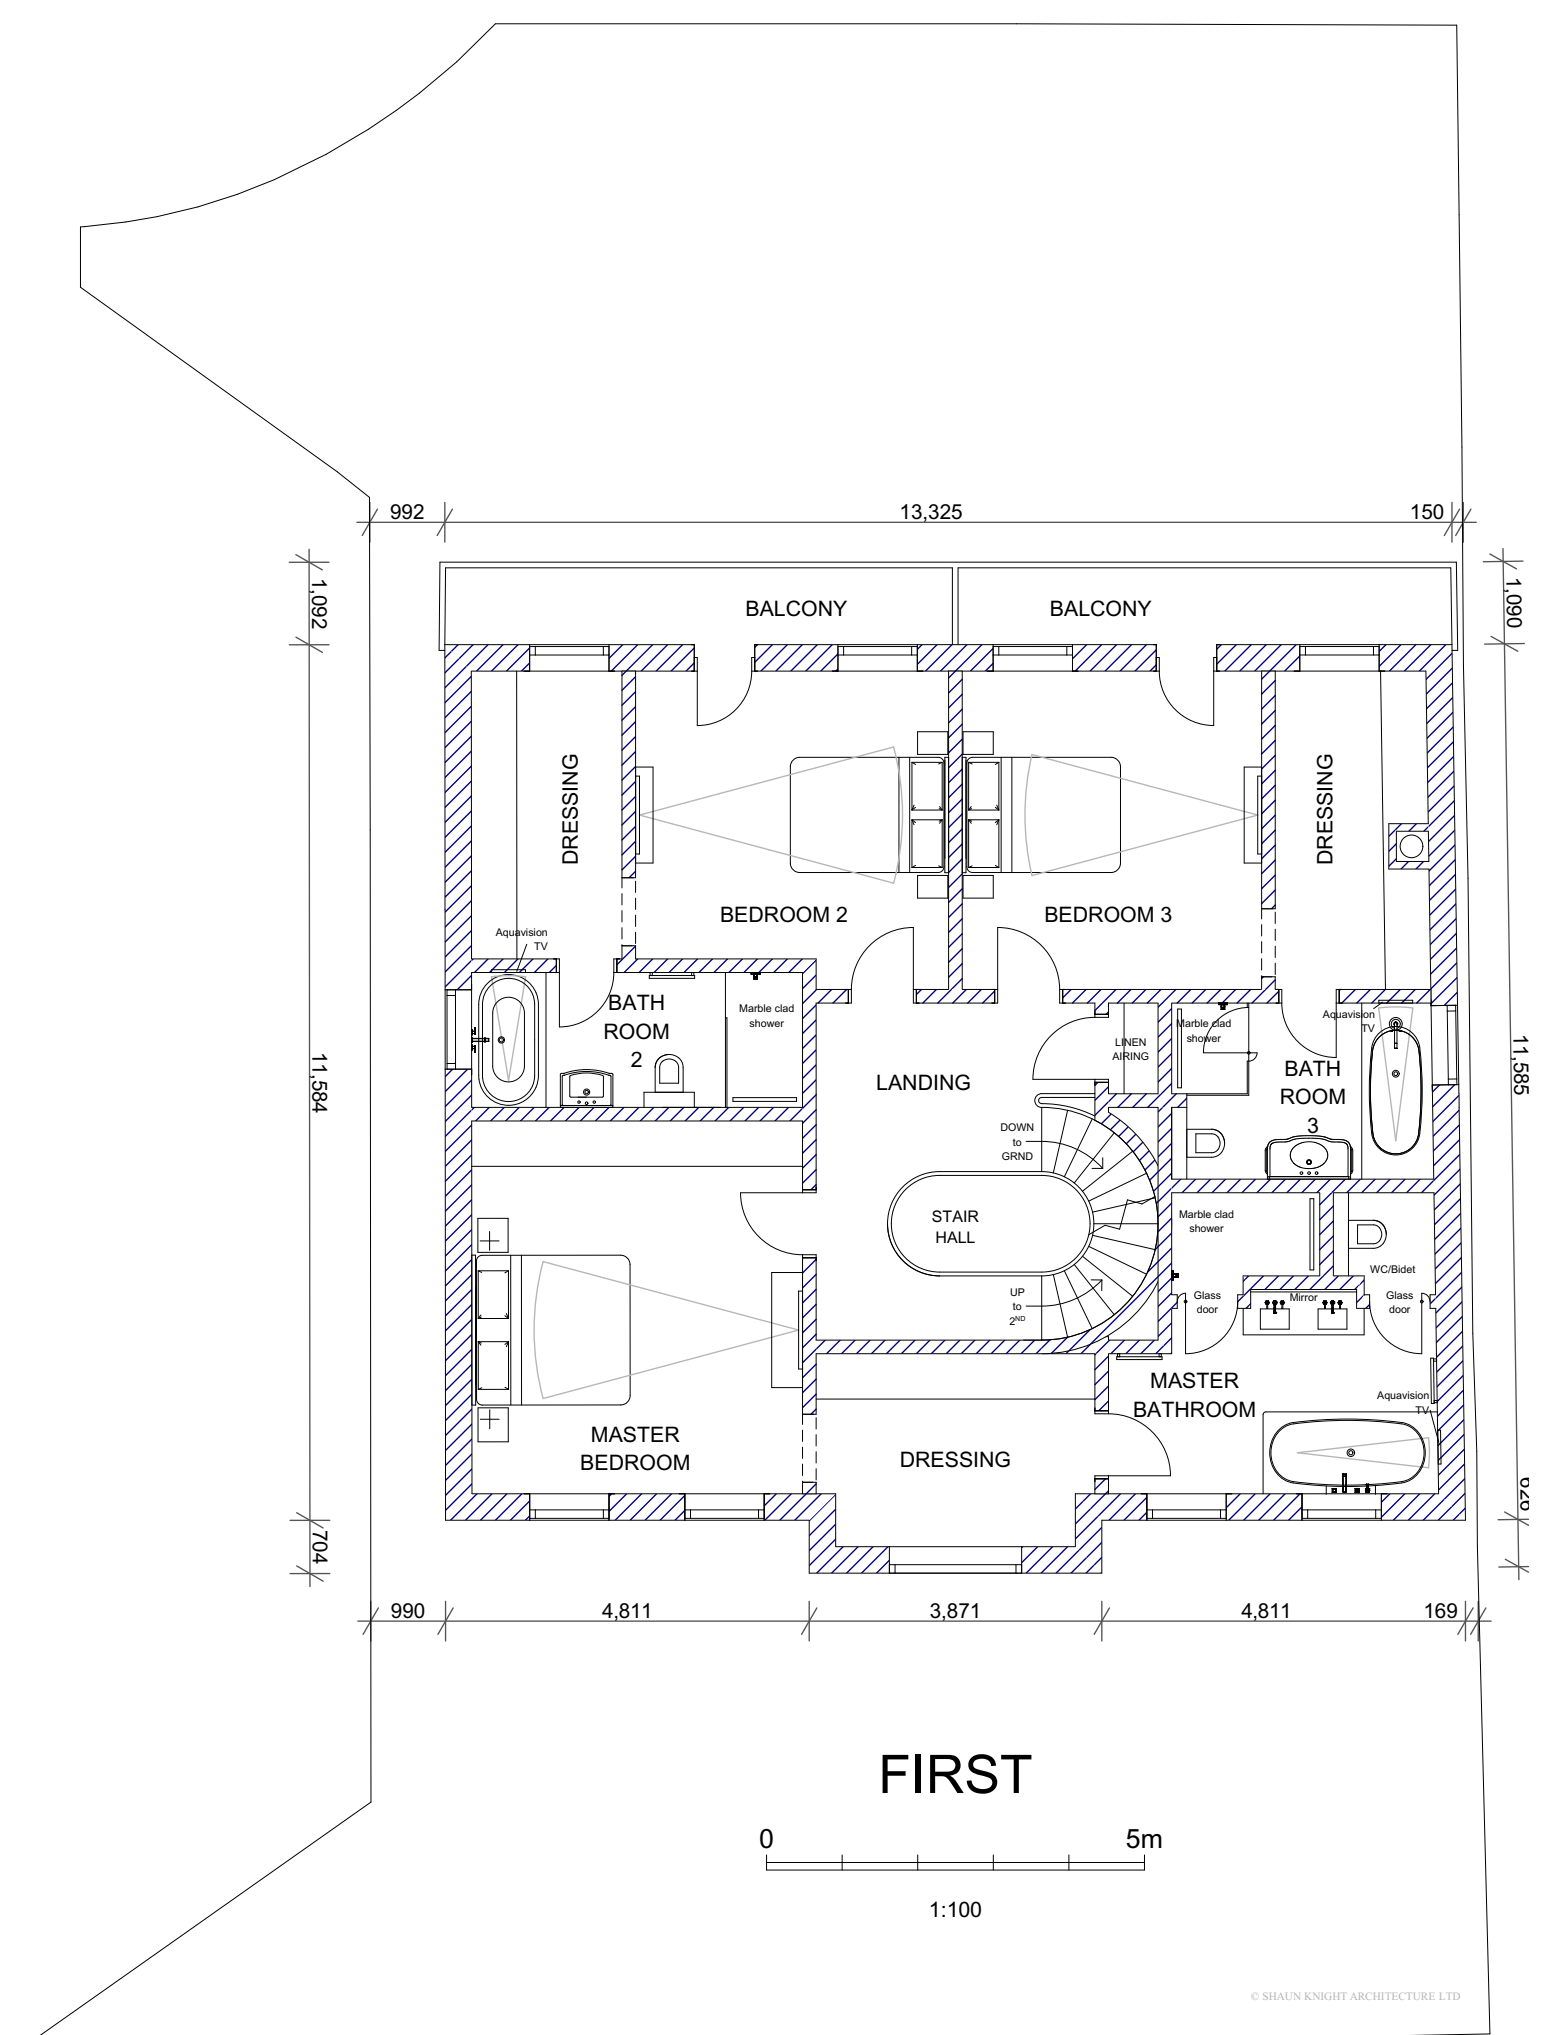 992
13,325
150
1,092
1,090
BALCONY
BALCONY
DRESSING
DRESSING
BEDROOM 2
BEDROOM 3
Aquavision
TV
BATH
ROOM
2
Marble clad
shower
LANDING
LINEN
AIRING
Marble clad
shower
Aquavision
TV
BATH
ROOM
3
11,584
11,585
DOWN
to
GRND
STAIR
HALL
UP
to
2ND
Marble clad
shower
WC/Bidet
Glass
door
Mirror
Glass
door
MASTER
BATHROOM
Aquavision
TV
MASTER
BEDROOM
DRESSING
704
990
4,811
3,871
4,811
169
FIRST
0
5m
1:100
© SHAUN KNIGHT ARCHITECTURE LTD